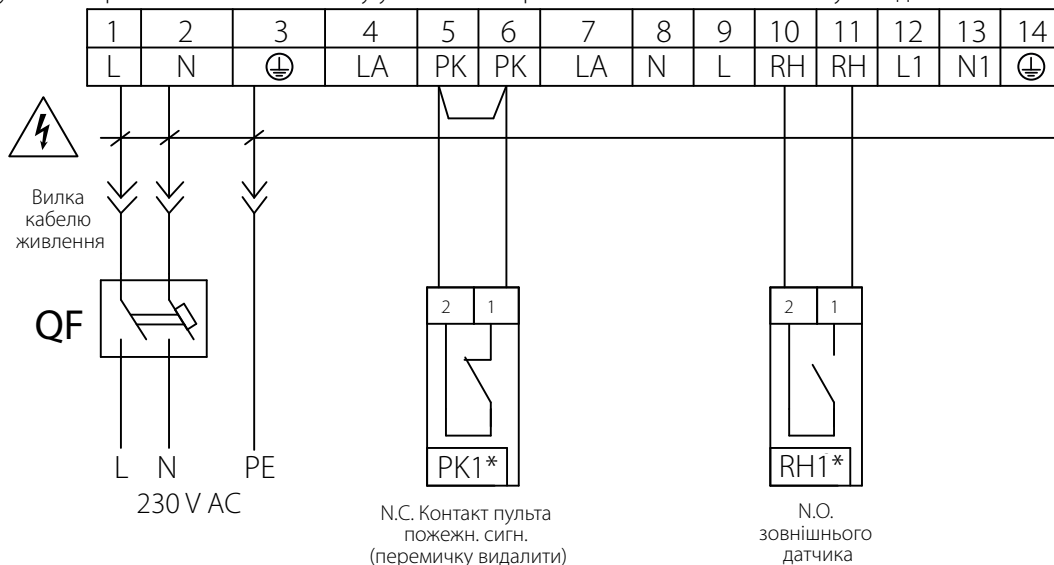 1 2 3 4 5 6 7 8 9 10 11 12 13 14
L N LA PK PK LA N L RH RH L1 N1
Вилка
кабелю
живлення
QF
2 1
2 1
PK1*
RH1*
L N PE
230 V AC
N.C. Контакт пульта
пожежн. сигн.
(перемичку видалити)
N.O.
зовнішнього
датчика